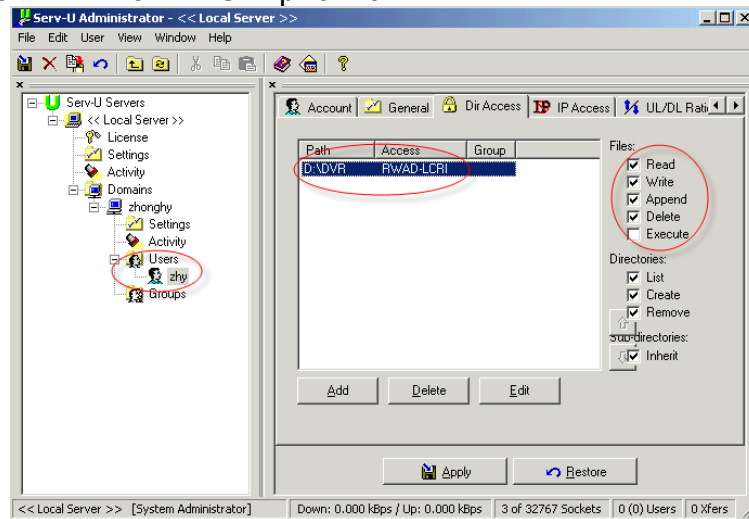 Serv-U Administrator - << Local Server >>
File Edit User View Window Help
Serv-U Servers
<< Local Server >>
License
Settings
Activity
Domains
zhonghy
Settings
Activity
Users
zhy
Groups
Account General Dir Access IP Access UL/DL Rati
Path Access Group
D:\DVR RWAD-LCRI
Files:
Read
Write
Append
Delete
Execute
Directories:
List
Create
Remove
Sub-directories:
Inherit
Add Delete Edit
Apply Restore
<< Local Server >> [System Administrator] Down: 0.000 kBps / Up: 0.000 kBps 3 of 32767 Sockets 0 (0) Users 0 Xfers